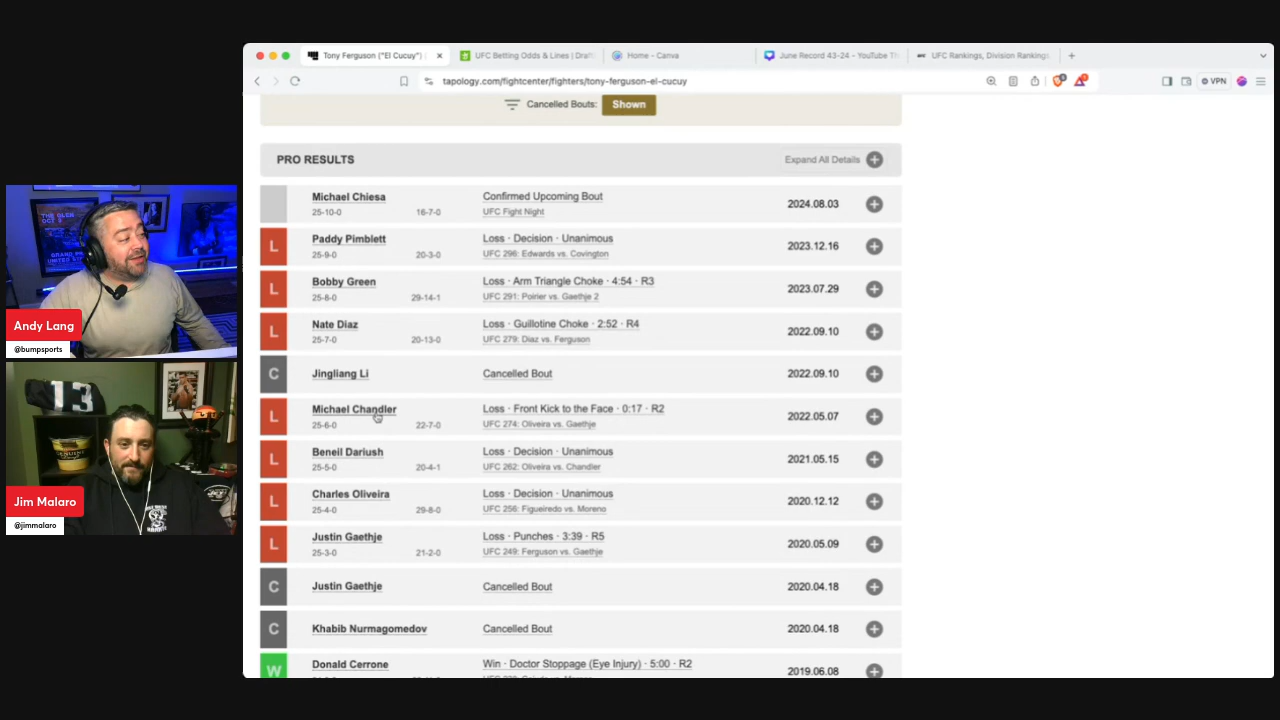 Tony Ferguson ("El Cucuy") |
UFC Betting Odds & Lines | Draf
Home - Canva
June Record 43-24 - YouTube Th
UFC Rankings, Division Rankings
tapology.com/fightcenter/fighters/tony-ferguson-el-cucuy
VPN
Cancelled Bouts: Shown
PRO RESULTS
Expand All Details
Michael Chiesa
25-10-0 16-7-0
Confirmed Upcoming Bout
UFC Fight Night
2024.08.03
L
Paddy Pimblett
25-9-0 20-3-0
Loss · Decision · Unanimous
UFC 296: Edwards vs. Covington
2023.12.16
L
Bobby Green
25-8-0 29-14-1
Loss · Arm Triangle Choke · 4:54 · R3
UFC 291: Poirier vs. Gaethje 2
2023.07.29
L
Nate Diaz
25-7-0 20-13-0
Loss · Guillotine Choke · 2:52 · R4
UFC 279: Diaz vs. Ferguson
2022.09.10
C
Jingliang Li
Cancelled Bout
2022.09.10
L
Michael Chandler
25-6-0 22-7-0
Loss · Front Kick to the Face · 0:17 · R2
UFC 274: Oliveira vs. Gaethje
2022.05.07
L
Beneil Dariush
25-5-0 20-4-1
Loss · Decision · Unanimous
UFC 262: Oliveira vs. Chandler
2021.05.15
L
Charles Oliveira
25-4-0 29-8-0
Loss · Decision · Unanimous
UFC 256: Figueiredo vs. Moreno
2020.12.12
L
Justin Gaethje
25-3-0 21-2-0
Loss · Punches · 3:39 · R5
UFC 249: Ferguson vs. Gaethje
2020.05.09
C
Justin Gaethje
Cancelled Bout
2020.04.18
C
Khabib Nurmagomedov
Cancelled Bout
2020.04.18
W
Donald Cerrone
Win · Doctor Stoppage (Eye Injury) · 5:00 · R2
2019.06.08
THE GLEN
OCT 5
GRAND PRIX
Andy Lang
@bumpsports
13
GENUINE
JETS
Jim Malaro
@jimmalaro